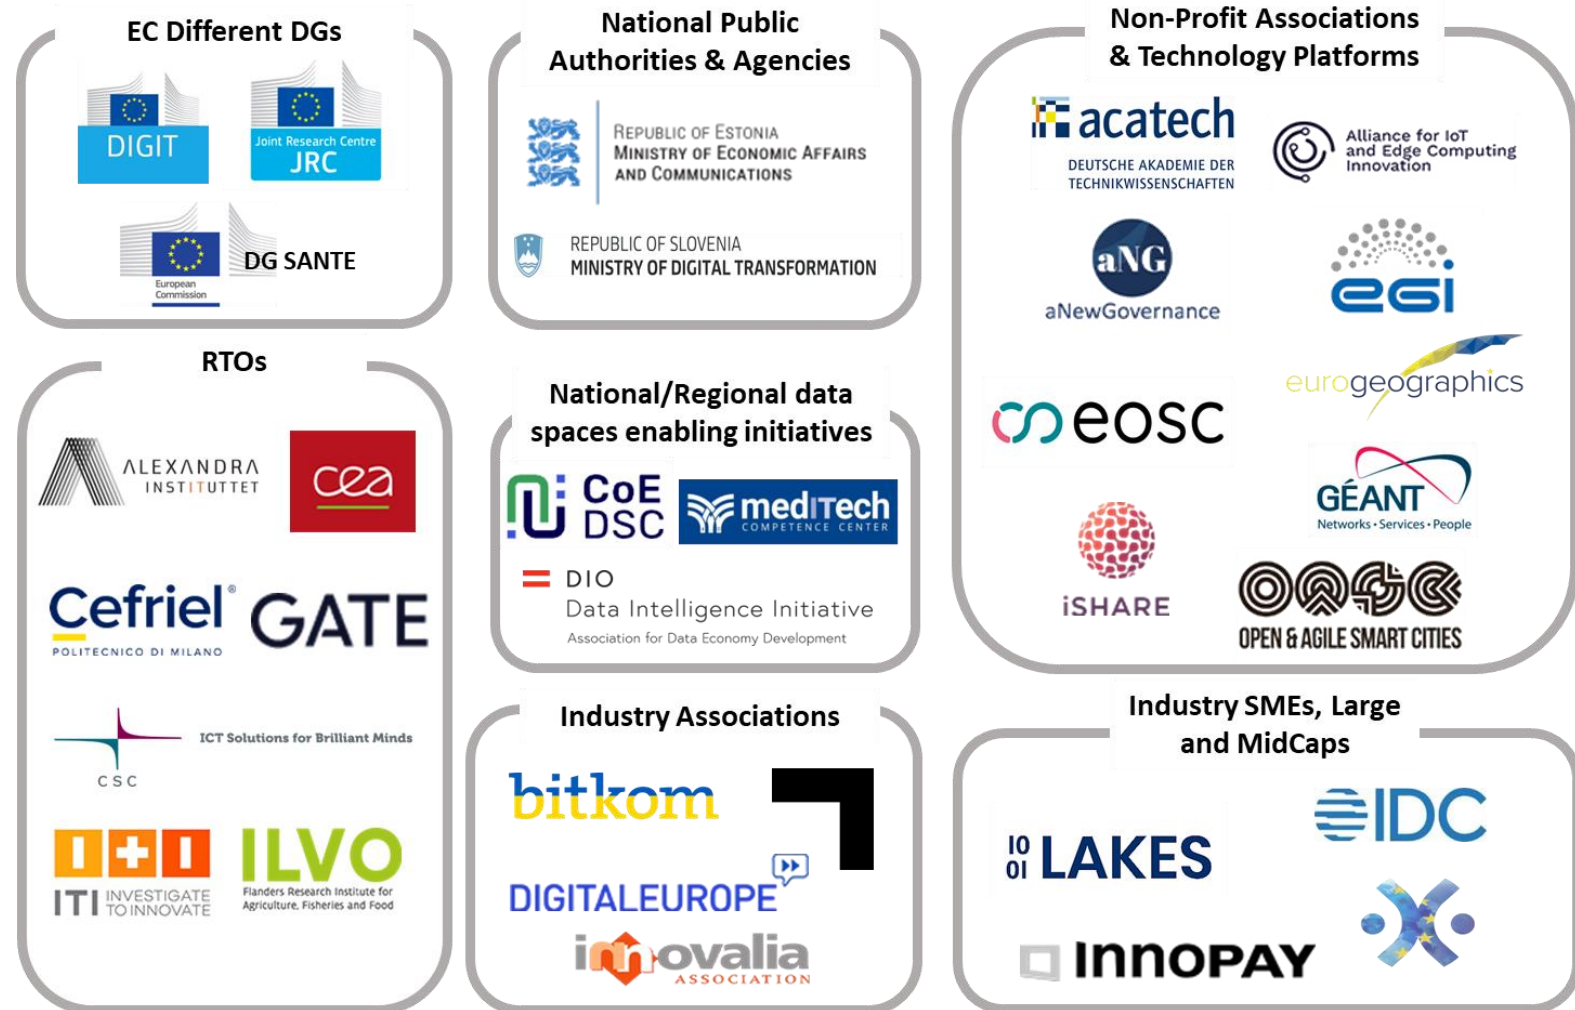 EC Different DGs
DIGIT
Joint Research Centre
JRC
European
Commission
DG SANTE
National Public
Authorities & Agencies
REPUBLIC OF ESTONIA
MINISTRY OF ECONOMIC AFFAIRS
AND COMMUNICATIONS
REPUBLIC OF SLOVENIA
MINISTRY OF DIGITAL TRANSFORMATION
Non-Profit Associations
& Technology Platforms
acatech
DEUTSCHE AKADEMIE DER
TECHNIKWISSENSCHAFTEN
Alliance for IoT
and Edge Computing
Innovation
aNG
aNewGovernance
egi
eurogeographics
eosc
GÉANT
Networks • Services • People
iSHARE
OASC
OPEN & AGILE SMART CITIES
RTOs
ALEXANDRA
INSTITUTTET
cea
Cefriel®
POLITECNICO DI MILANO
GATE
CSC
ICT Solutions for Brilliant Minds
ITI
ITI INVESTIGATE
TO INNOVATE
ILVO
Flanders Research Institute for
Agriculture, Fisheries and Food
National/Regional data
spaces enabling initiatives
CoE
DSC
medITech
COMPETENCE CENTER
DIO
Data Intelligence Initiative
Association for Data Economy Development
Industry Associations
bitkom
DIGITALEUROPE
innovalia
ASSOCIATION
Industry SMEs, Large
and MidCaps
IO
OI LAKES
IDC
INNOPAY